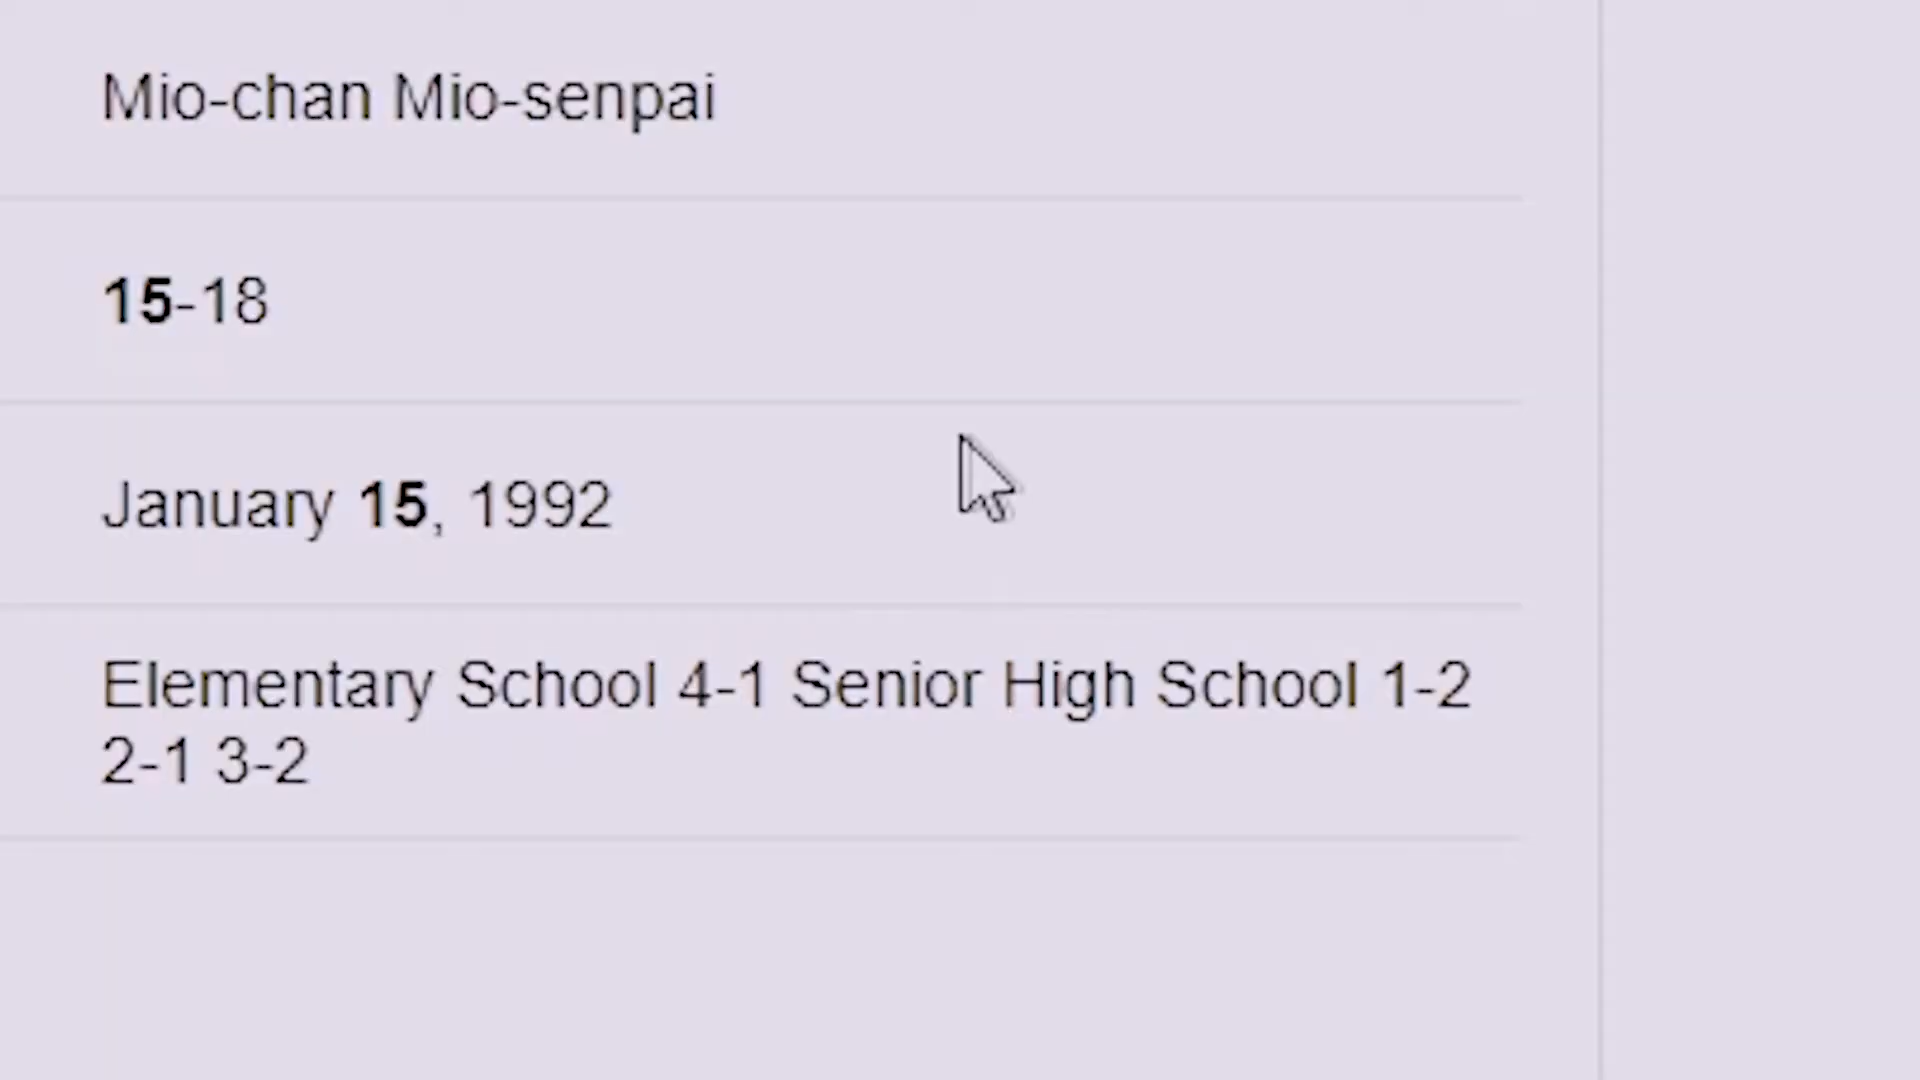 Mio-chan Mio-senpai
15-18
January 15, 1992
Elementary School 4-1 Senior High School 1-2
2-1 3-2